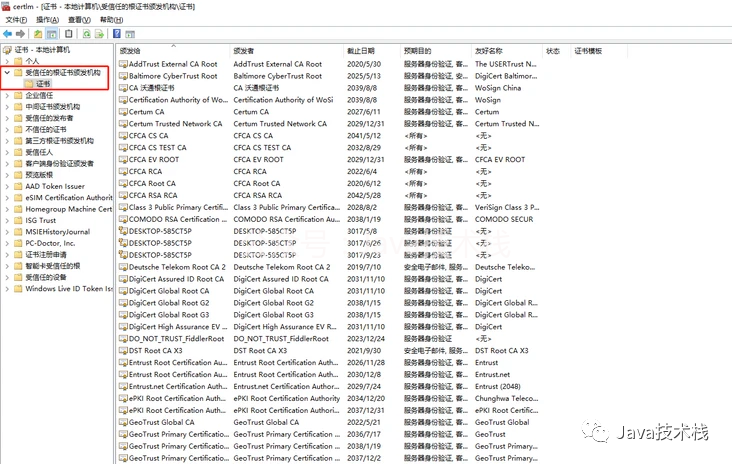 certlm - [证书 - 本地计算机\受信任的根证书颁发机构\证书]
文件(F) 操作(A) 查看(V) 帮助(H)
证书 - 本地计算机
个人
受信任的根证书颁发机构
证书
企业信任
中间证书颁发机构
受信任的发布者
不信任的证书
第三方根证书颁发机构
受信任人
客户端身份验证颁发者
预览版根
AAD Token Issuer
eSIM Certification Authorit
Homegroup Machine Cert
ISG Trust
MSIEHistoryJournal
PC-Doctor, Inc.
证书注册申请
智能卡受信任的根
受信任的设备
Windows Live ID Token Iss
颁发给 颁发者 截止日期 预期目的 友好名称 状态 证书模板
AddTrust External CA Root AddTrust External CA Root 2020/5/30 服务器身份验证, 客... The USERTrust N...
Baltimore CyberTrust Root Baltimore CyberTrust Root 2025/5/13 服务器身份验证, 安... DigiCert Baltimor...
CA 沃通根证书 CA 沃通根证书 2039/8/8 服务器身份验证, 客... WoSign China
Certification Authority of Wo... Certification Authority of WoSi 2039/8/8 服务器身份验证, 客... WoSign
Certum CA Certum CA 2027/6/11 服务器身份验证, 客... Certum
Certum Trusted Network CA Certum Trusted Network CA 2029/12/31 服务器身份验证, 客... Certum Trusted N...
CFCA CS CA CFCA CS CA 2041/5/12 <所有> <无>
CFCA CS TEST CA CFCA CS TEST CA 2032/8/29 <所有> <无>
CFCA EV ROOT CFCA EV ROOT 2029/12/31 服务器身份验证, 客... CFCA EV ROOT
CFCA RCA CFCA RCA 2022/6/4 <所有> <无>
CFCA Root CA CFCA Root CA 2020/6/12 <所有> <无>
CFCA RSA RCA CFCA RSA RCA 2042/5/28 <所有> <无>
Class 3 Public Primary Certif... Class 3 Public Primary Certificat... 2028/8/2 服务器身份验证, 客... VeriSign Class 3 ...
COMODO RSA Certification ... COMODO RSA Certification Aut... 2038/1/19 服务器身份验证, 客... COMODO SECUR
DESKTOP-585CT5P DESKTOP-585CT5P 3017/5/8 服务器身份验证 <无>
DESKTOP-585CT5P DESKTOP-585CT5P 3017/6/26 服务器身份验证 <无>
DESKTOP-585CT5P DESKTOP-585CT5P 3017/9/23 服务器身份验证 <无>
Deutsche Telekom Root CA 2 Deutsche Telekom Root CA 2 2019/7/10 安全电子邮件, 服务... Deutsche Teleko...
DigiCert Assured ID Root CA DigiCert Assured ID Root CA 2031/11/10 服务器身份验证, 客... DigiCert
DigiCert Global Root CA DigiCert Global Root CA 2031/11/10 服务器身份验证, 客... DigiCert
DigiCert Global Root G2 DigiCert Global Root G2 2038/1/15 服务器身份验证, 客... DigiCert Global R...
DigiCert Global Root G3 DigiCert Global Root G3 2038/1/15 服务器身份验证, 客... DigiCert Global R...
DigiCert High Assurance EV ... DigiCert High Assurance EV Ro... 2031/11/10 服务器身份验证, 客... DigiCert
DO_NOT_TRUST_FiddlerRoot DO_NOT_TRUST_FiddlerRoot 2023/12/24 服务器身份验证 <无>
DST Root CA X3 DST Root CA X3 2021/9/30 安全电子邮件, 服务... DST Root CA X3
Entrust Root Certification Au... Entrust Root Certification Auth... 2026/11/28 服务器身份验证, 客... Entrust
Entrust Root Certification Au... Entrust Root Certification Auth... 2030/12/8 服务器身份验证, 客... Entrust.net
Entrust.net Certification Aut... Entrust.net Certification Author... 2029/7/24 服务器身份验证, 客... Entrust (2048)
ePKI Root Certification Auth... ePKI Root Certification Authority 2034/12/20 服务器身份验证, 客... Chunghwa Teleco...
ePKI Root Certification Auth... ePKI Root Certification Authorit... 2037/12/31 服务器身份验证, 客... ePKI Root Certific...
GeoTrust Global CA GeoTrust Global CA 2022/5/21 服务器身份验证, 客... GeoTrust Global ...
GeoTrust Primary Certificatio... GeoTrust Primary Certification ... 2036/7/17 服务器身份验证, 客... GeoTrust
GeoTrust Primary Certificatio... GeoTrust Primary Certification ... 2038/1/19 服务器身份验证, 客... GeoTrust Primary...
GeoTrust Primary Certificatio... GeoTrust Primary Certification ... 2037/12/2 服务器身份验证, 客... GeoTrust Primary...
Java技术栈